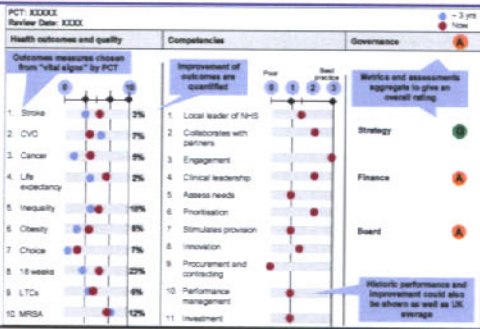 PCT: XXXXX
Review Date: XXXX
– 3 yrs
Now
Health outcomes and quality
Competencies
Governance
A
Outcomes measures chosen
from "vital signs" by PCT
0
10
1. Stroke 3%
2. CVD 7%
3. Cancer 5%
4. Life
expectancy 2%
5. Inequality 10%
6. Obesity 8%
7. Choice 7%
8. 18 weeks 23%
9. LTCs 6%
10. MRSA 12%
Improvement of
outcomes are
quantified
Poor
Best
practice
0 1 2 3
1. Local leader of NHS
2. Collaborates with
partners
3. Engagement
4. Clinical leadership
5. Assess needs
6. Prioritisation
7. Stimulates provision
8. Innovation
9. Procurement and
contracting
10. Performance
management
11. Investment
Metrics and assessments
aggregate to give an
overall rating
Strategy G
Finance A
Board A
Historic performance and
improvement could also
be shown as well as UK
average